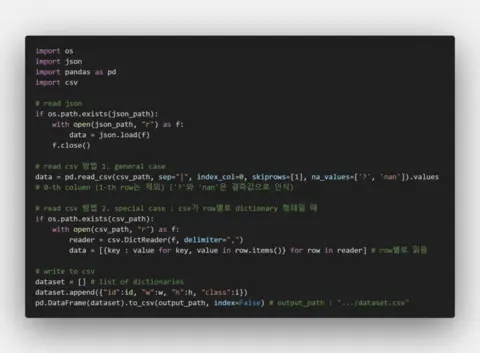 import os
import json
import pandas as pd
import csv
# read json
if os.path.exists(json_path):
with open(json_path, "r") as f:
data = json.load(f)
f.close()
# read csv 방법 1. general case
data = pd.read_csv(csv_path, sep="|", index_col=0, skiprows=[1], na_values=['?', 'nan']).values
# 0-th column (1-th row는 제외) ('?'와 'nan'은 결측값으로 인식)
# read csv 방법 2. special case : csv가 row별로 dictionary 형태일 때
if os.path.exists(csv_path):
with open(csv_path, "r") as f:
reader = csv.DictReader(f, delimiter=",")
data = [{key : value for key, value in row.items()} for row in reader] # row별로 읽음
# write to csv
dataset = [] # list of dictionaries
dataset.append({"id":id, "w":w, "h":h, "class":i})
pd.DataFrame(dataset).to_csv(output_path, index=False) # output_path : ".../dataset.csv"